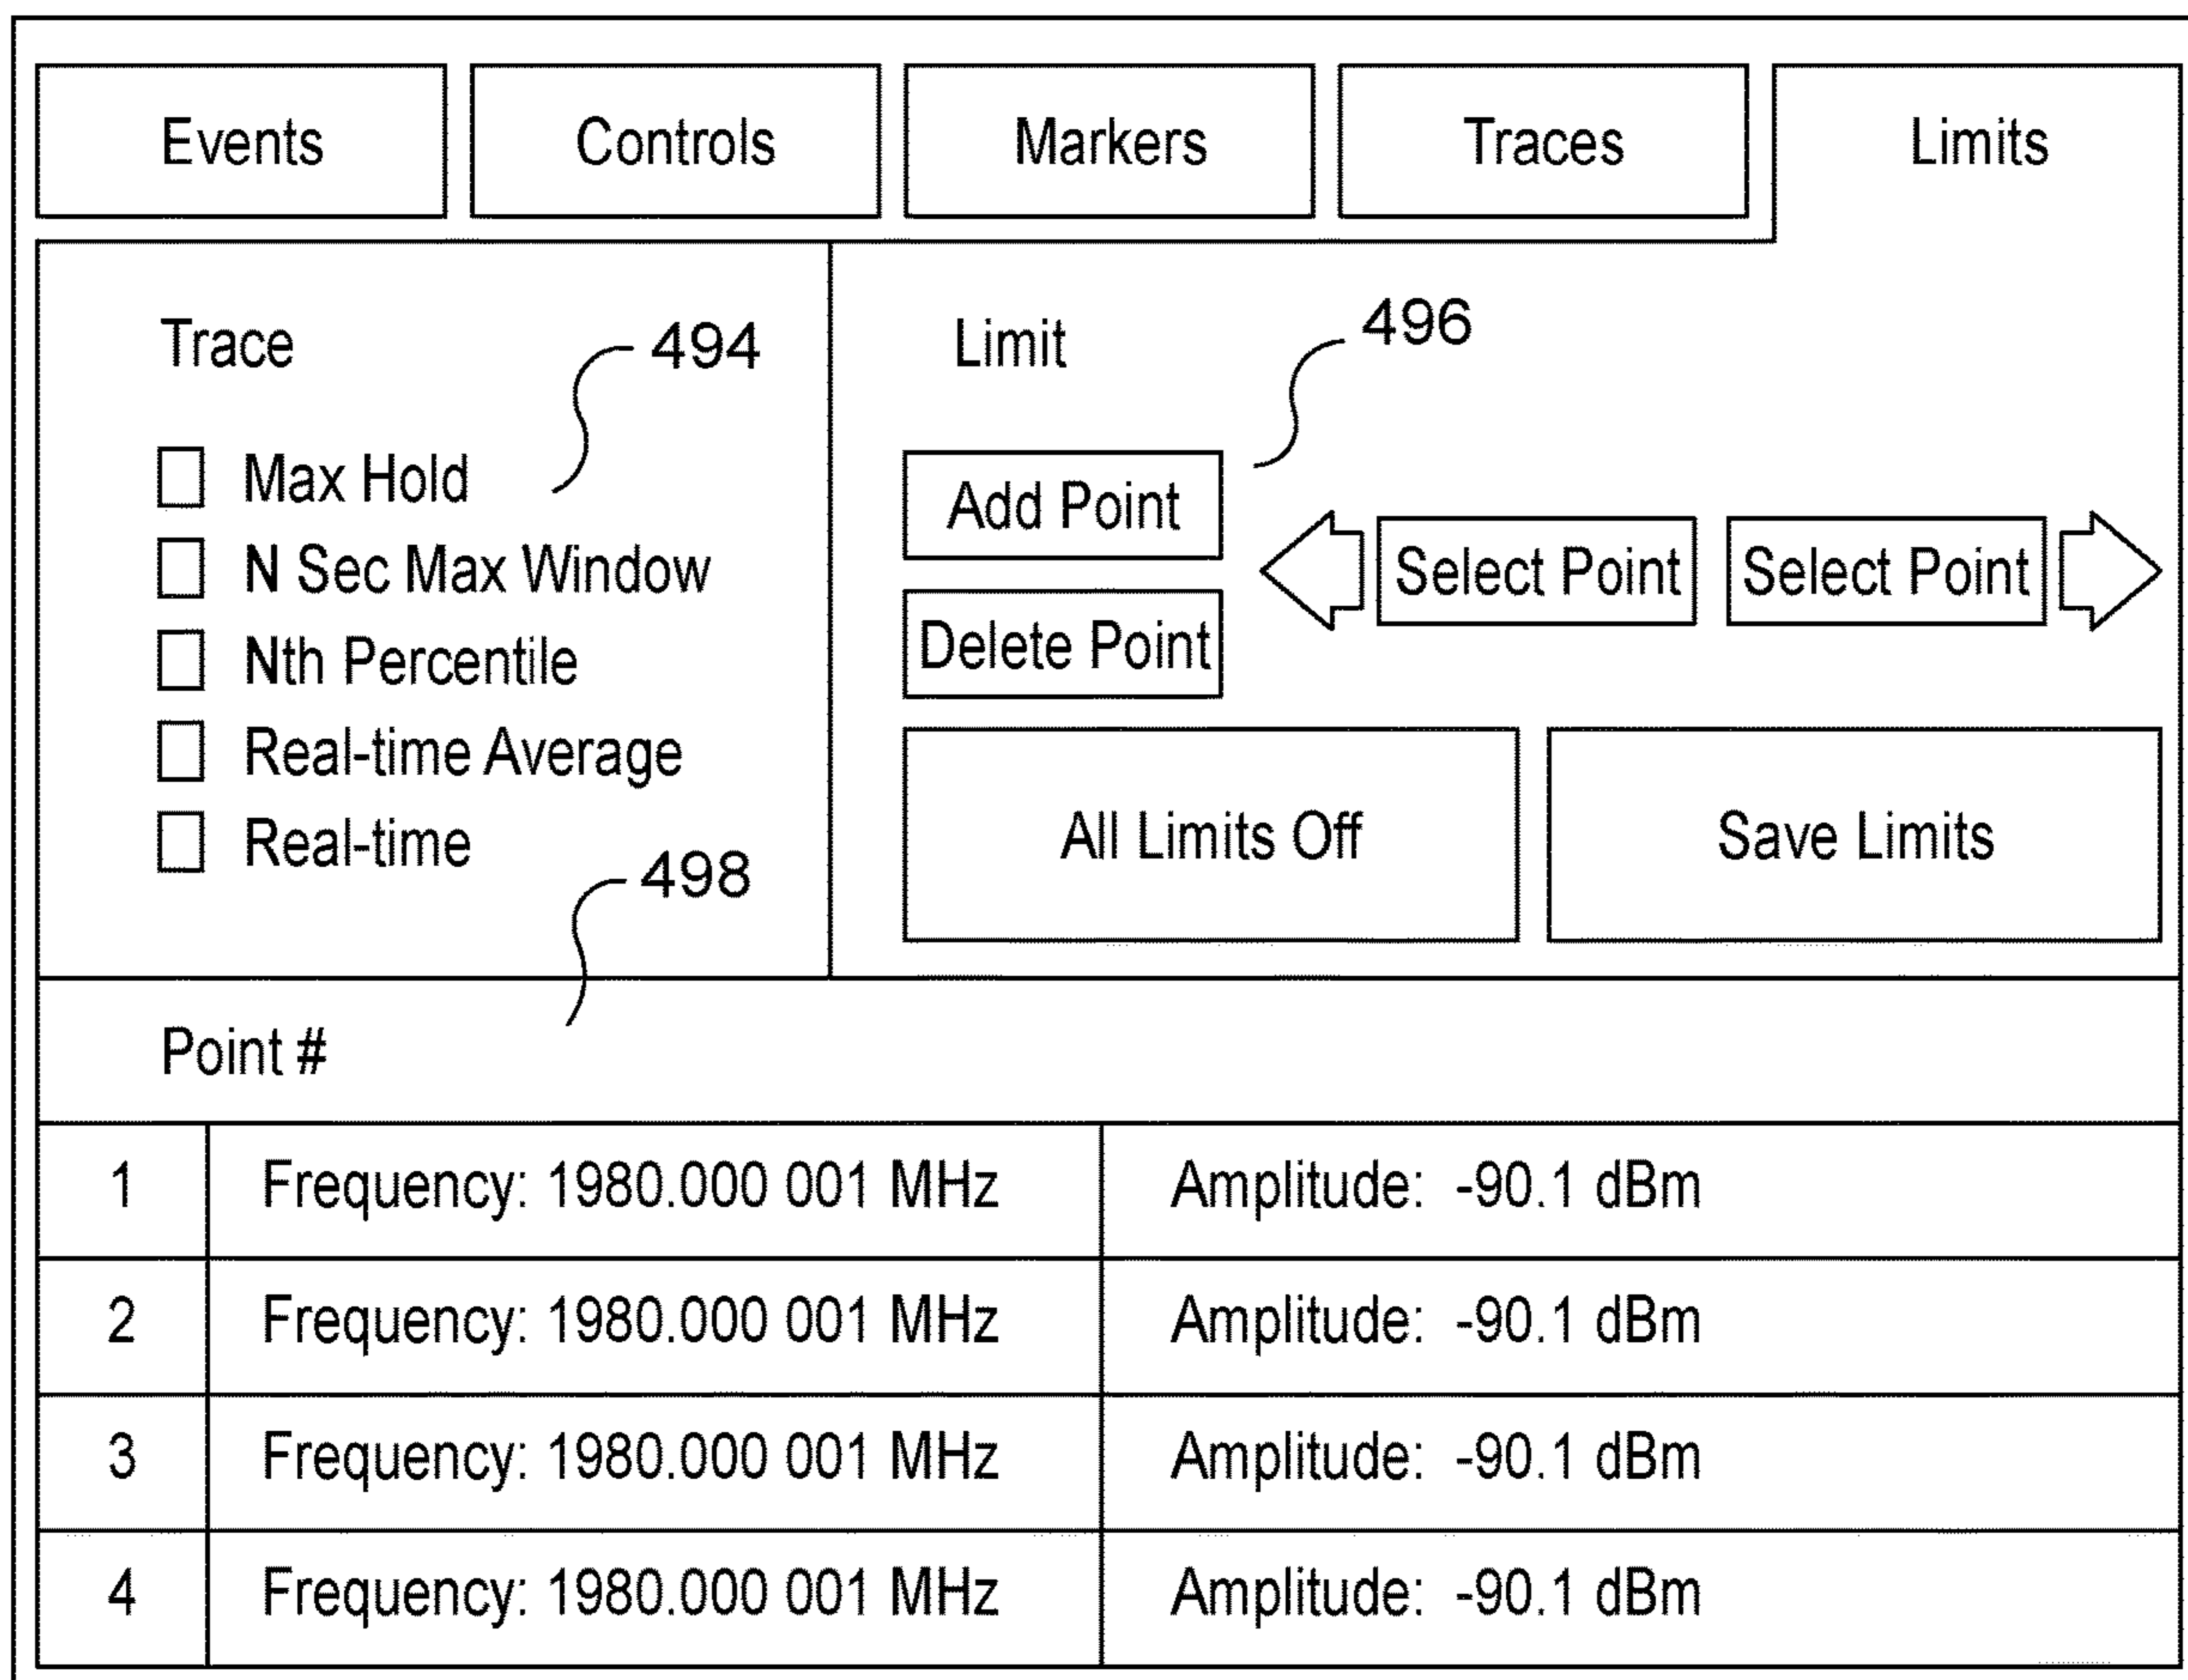 Events Controls Markers Traces Limits
Trace
494
Max Hold
N Sec Max Window
Nth Percentile
Real-time Average
Real-time
Limit
496
Add Point
Delete Point
Select Point Select Point
All Limits Off Save Limits
498
Point #
1 Frequency: 1980.000 001 MHz Amplitude: -90.1 dBm
2 Frequency: 1980.000 001 MHz Amplitude: -90.1 dBm
3 Frequency: 1980.000 001 MHz Amplitude: -90.1 dBm
4 Frequency: 1980.000 001 MHz Amplitude: -90.1 dBm